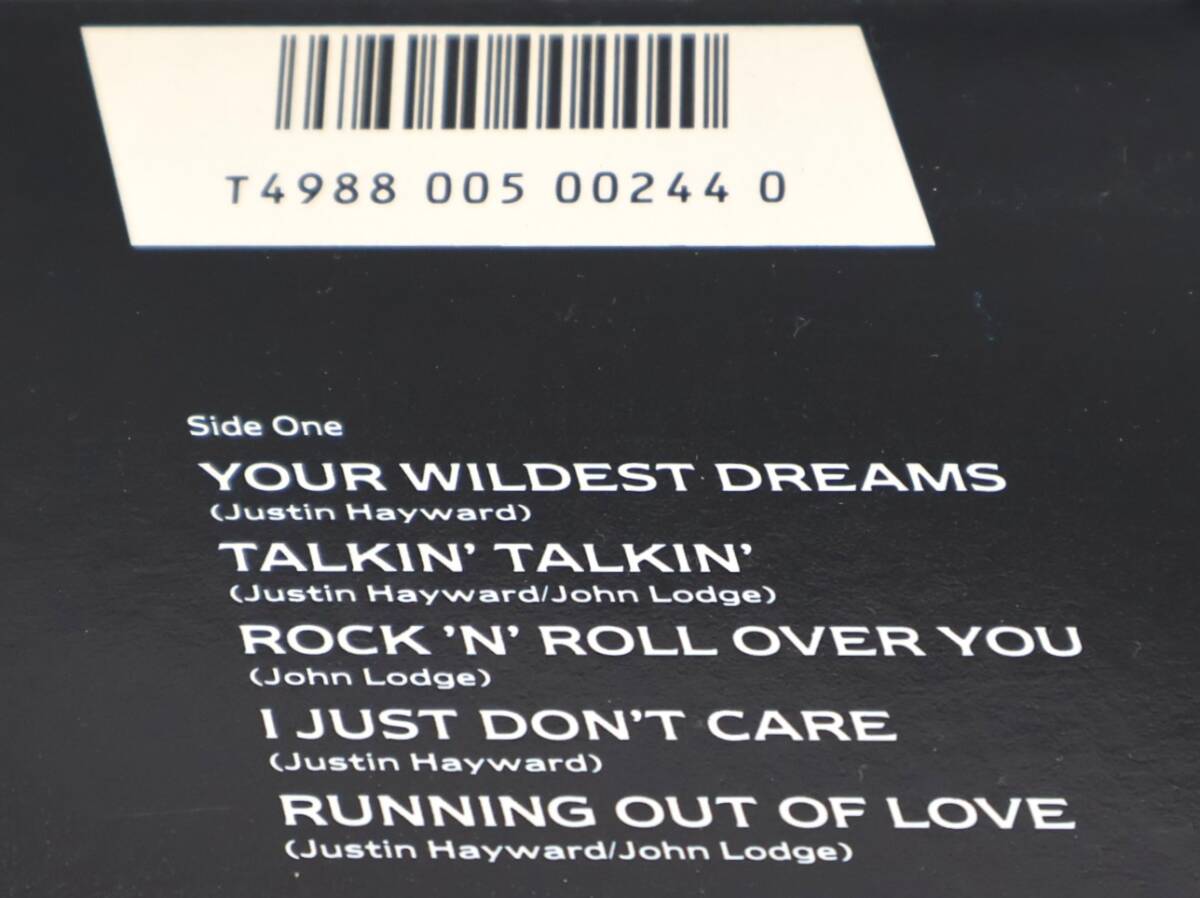 T4988 005 00244 0
Side One
YOUR WILDEST DREAMS
(Justin Hayward)
TALKIN' TALKIN'
(Justin Hayward/John Lodge)
ROCK 'N' ROLL OVER YOU
(John Lodge)
I JUST DON'T CARE
(Justin Hayward)
RUNNING OUT OF LOVE
(Justin Hayward/John Lodge)